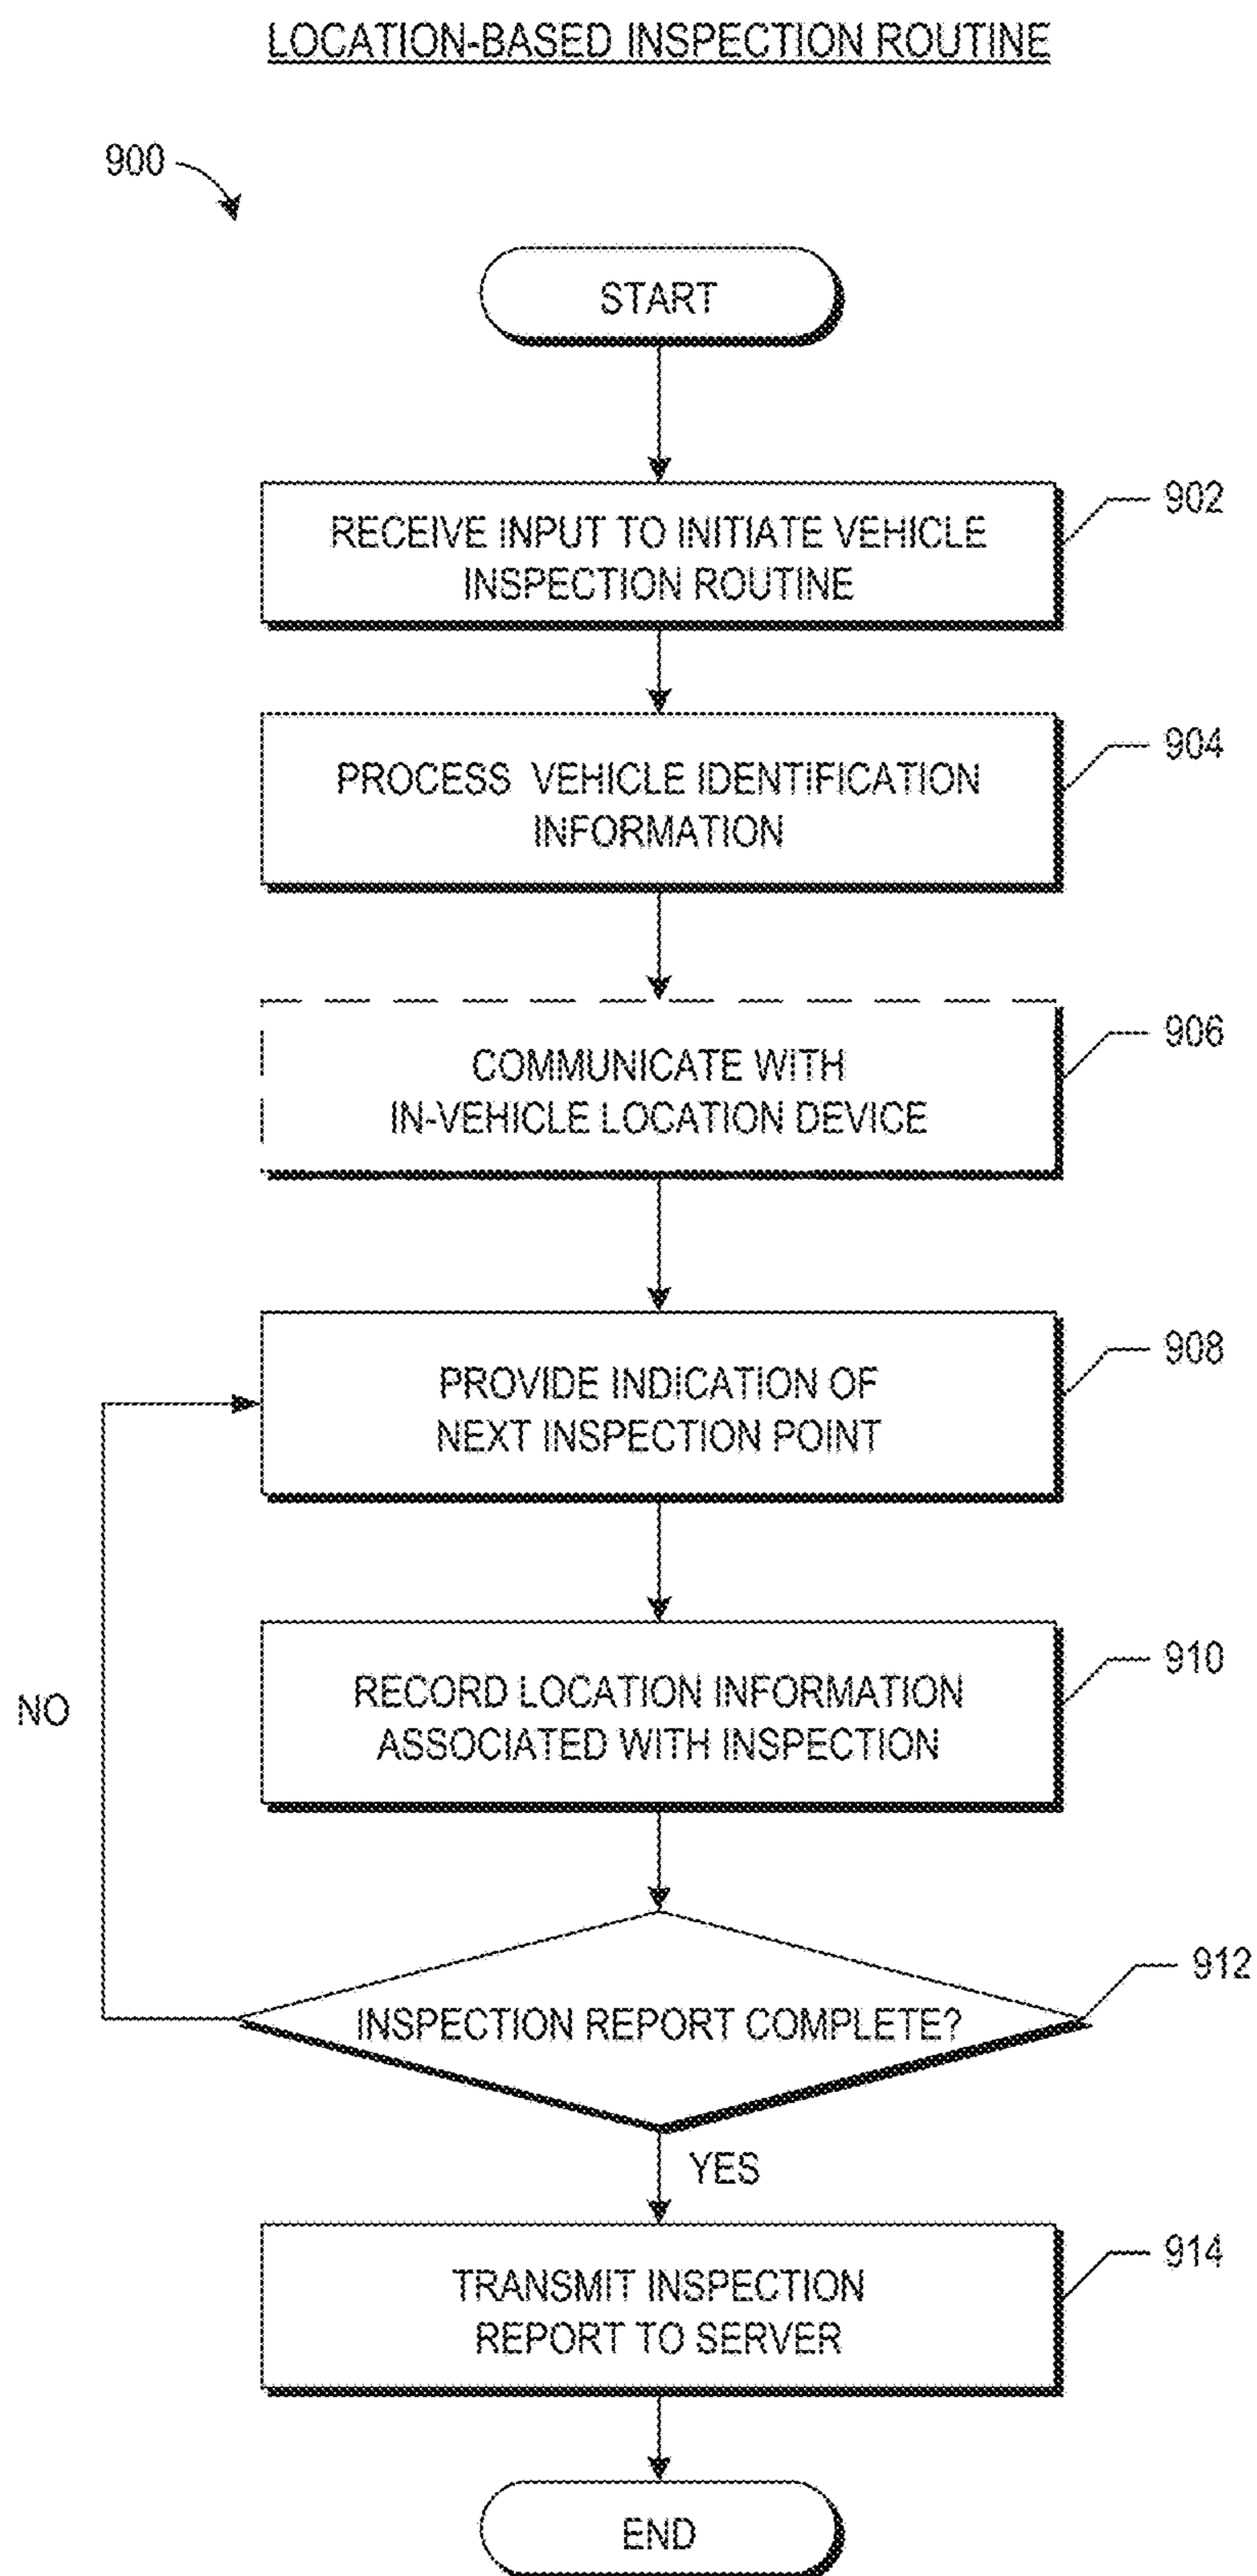 LOCATION-BASED INSPECTION ROUTINE
900
START
902
RECEIVE INPUT TO INITIATE VEHICLE
INSPECTION ROUTINE
904
PROCESS VEHICLE IDENTIFICATION
INFORMATION
906
COMMUNICATE WITH
IN-VEHICLE LOCATION DEVICE
908
PROVIDE INDICATION OF
NEXT INSPECTION POINT
910
RECORD LOCATION INFORMATION
ASSOCIATED WITH INSPECTION
NO
912
INSPECTION REPORT COMPLETE?
YES
914
TRANSMIT INSPECTION
REPORT TO SERVER
END